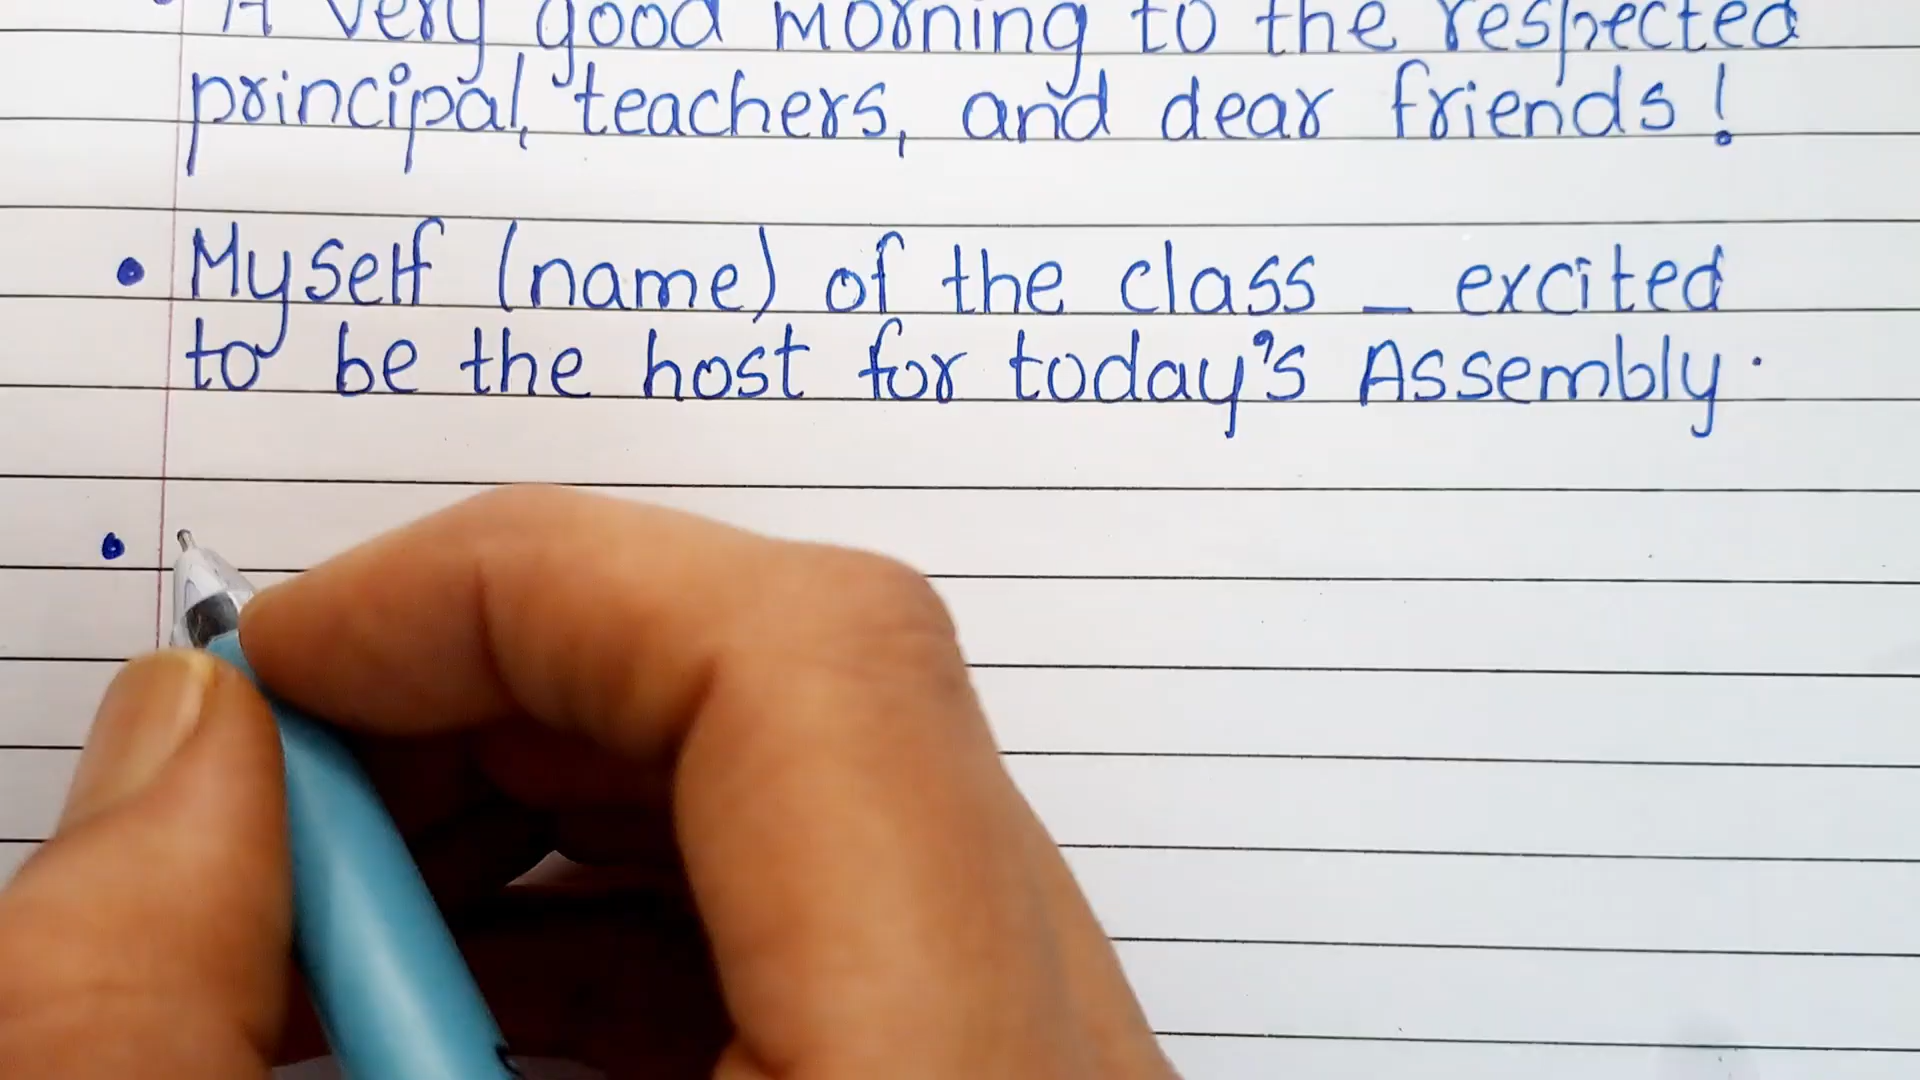 • A very good morning to the respected
principal, teachers, and dear friends!
• Myself (name) of the class _ excited
to be the host for today's Assembly.
•